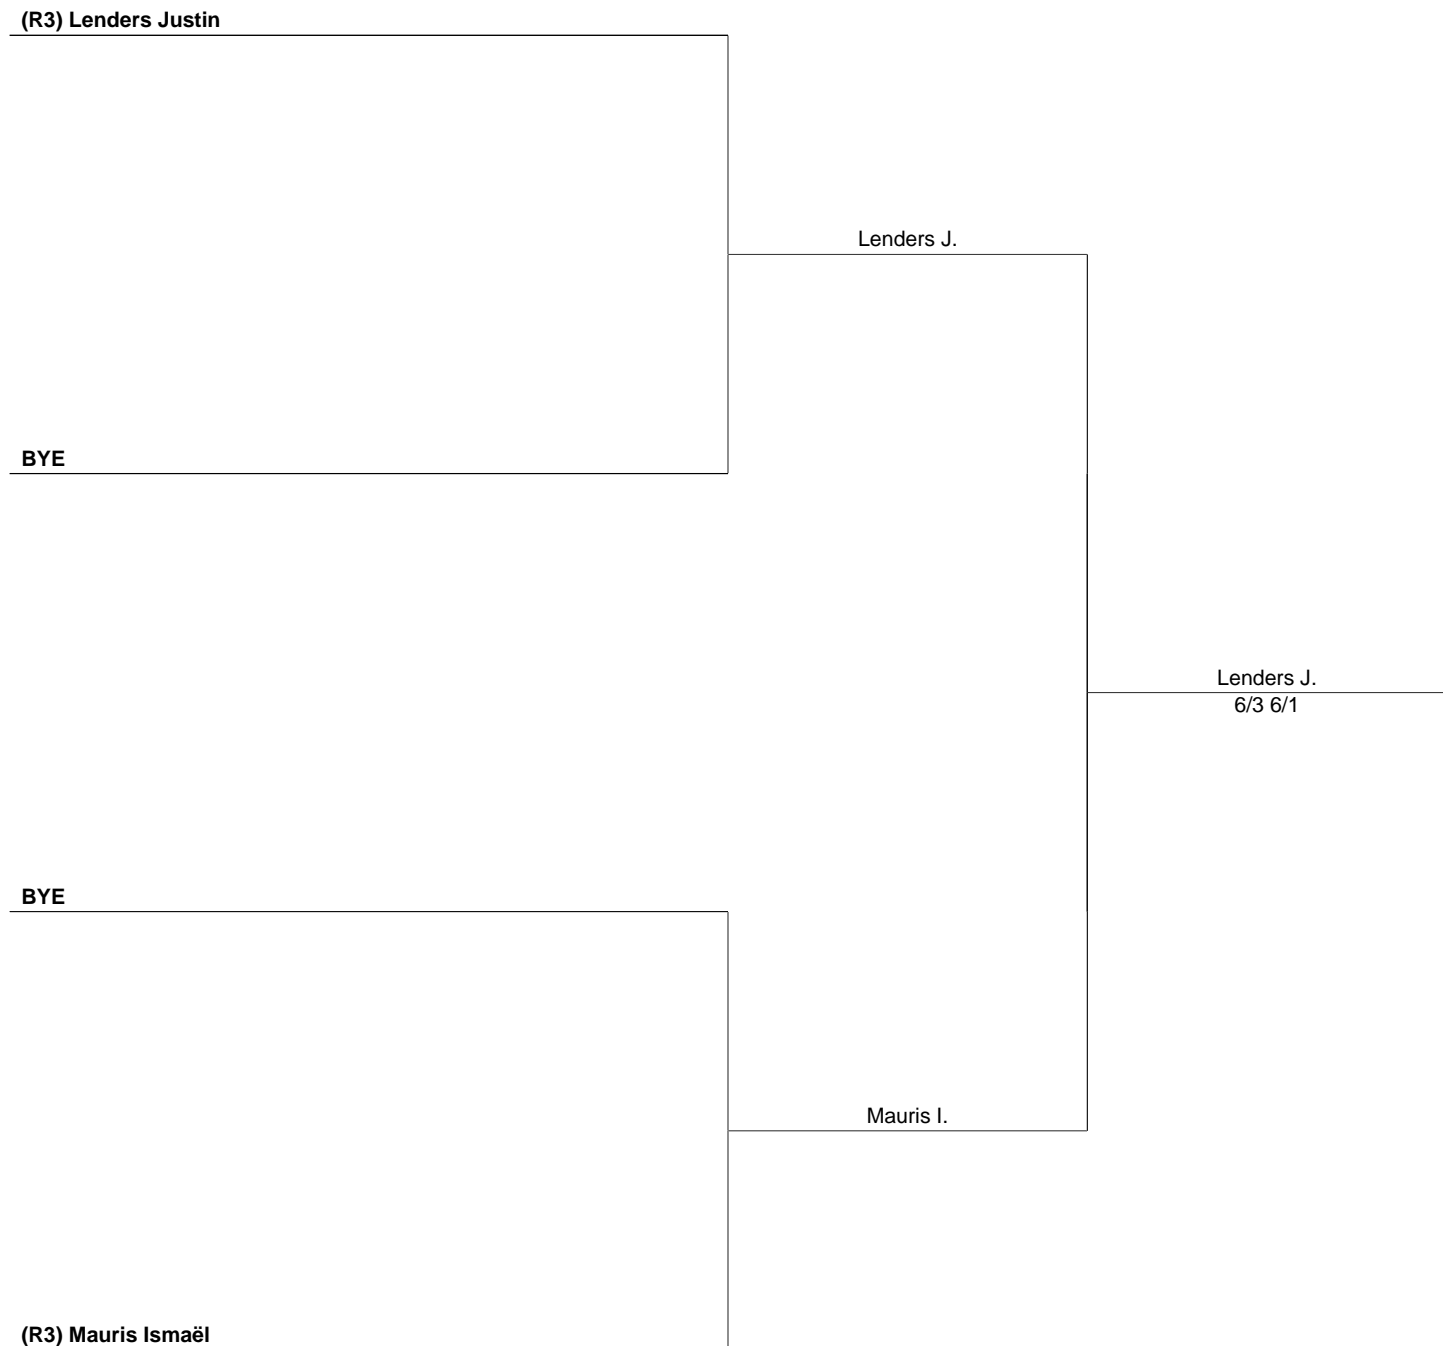 (R3) Lenders Justin
Lenders J.
BYE
Lenders J.
6/3 6/1
BYE
Mauris I.
(R3) Mauris Ismaël